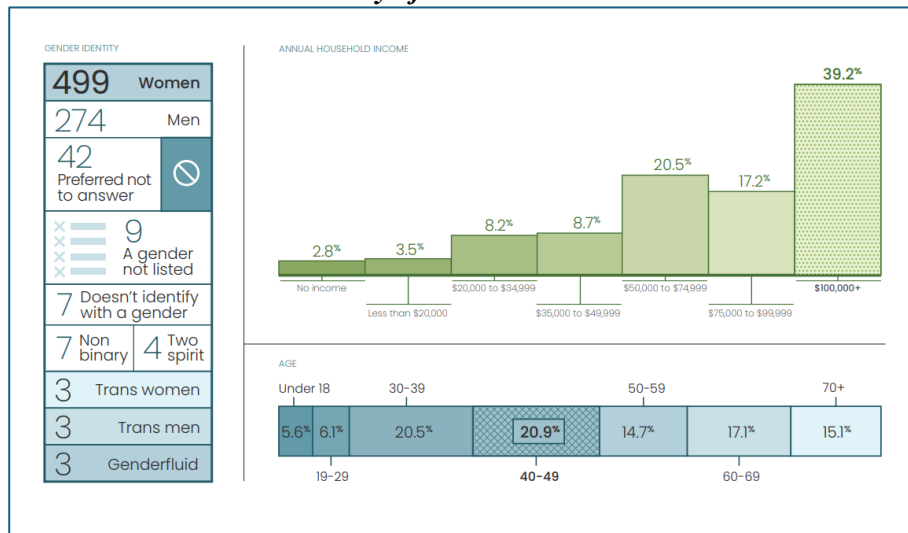 GENDER IDENTITY
499 Women
274 Men
42
Preferred not
to answer
9
A gender
not listed
7 Doesn't identify
with a gender
7 Non
binary
4 Two
spirit
3 Trans women
3 Trans men
3 Genderfluid
ANNUAL HOUSEHOLD INCOME
39.2%
20.5%
17.2%
8.2%
8.7%
2.8%
3.5%
No income
$20,000 to $34,999
$50,000 to $74,999
$100,000+
Less than $20,000
$35,000 to $49,999
$75,000 to $99,999
AGE
Under 18
30-39
50-59
70+
5.6% 6.1% 20.5% 20.9% 14.7% 17.1% 15.1%
19-29
40-49
60-69